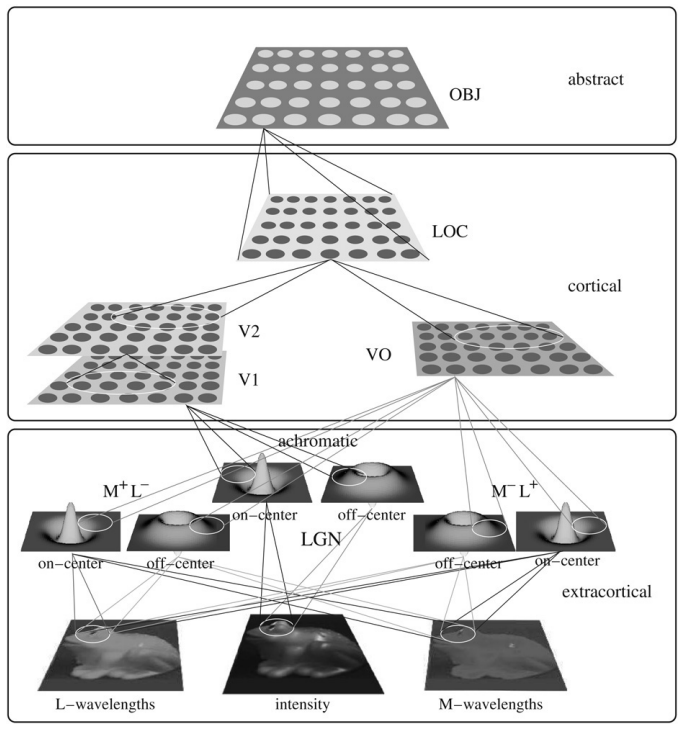 OBJ
abstract
LOC
cortical
V2
VO
V1
achromatic
M⁺L⁻
M⁻L⁺
on−center
off−center
LGN
on−center
off−center
off−center
on−center
extracortical
L−wavelengths
intensity
M−wavelengths